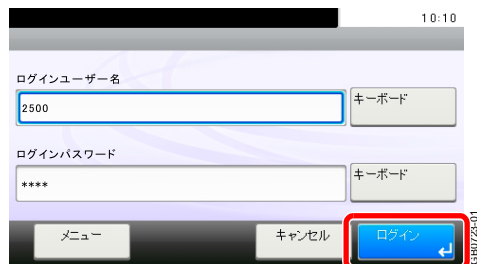 10:10
ログインユーザー名
2500
キーボード
ログインパスワード
****
キーボード
メニュー
キャンセル
ログイン
GB0723-01